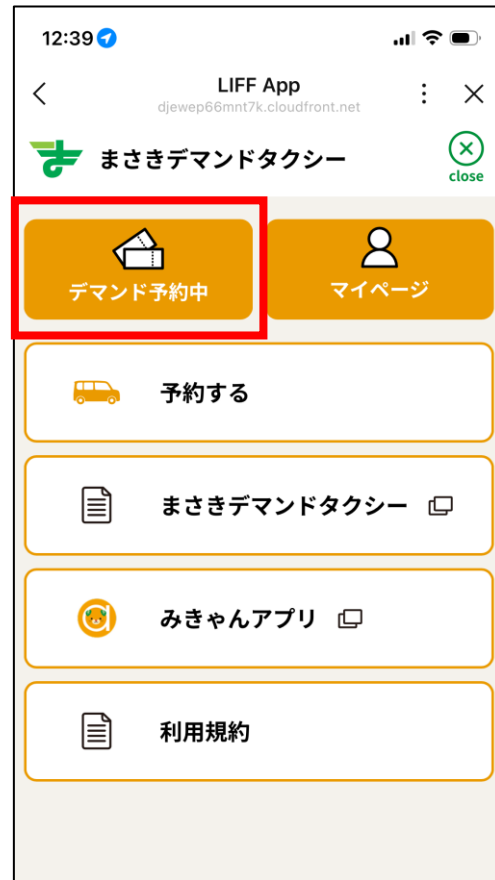 12:39
LIFF App
djewep66mnt7k.cloudfront.net
まさきデマンドタクシー
close
デマンド予約中
マイページ
予約する
まさきデマンドタクシー
みきゃんアプリ
利用規約